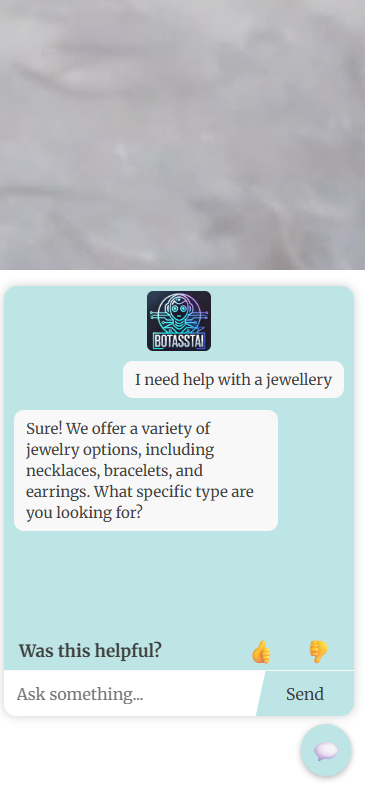 BOTASSTAI
I need help with a jewellery
Sure! We offer a variety of
jewelry options, including
necklaces, bracelets, and
earrings. What specific type are
you looking for?
Was this helpful?
Ask something...
Send